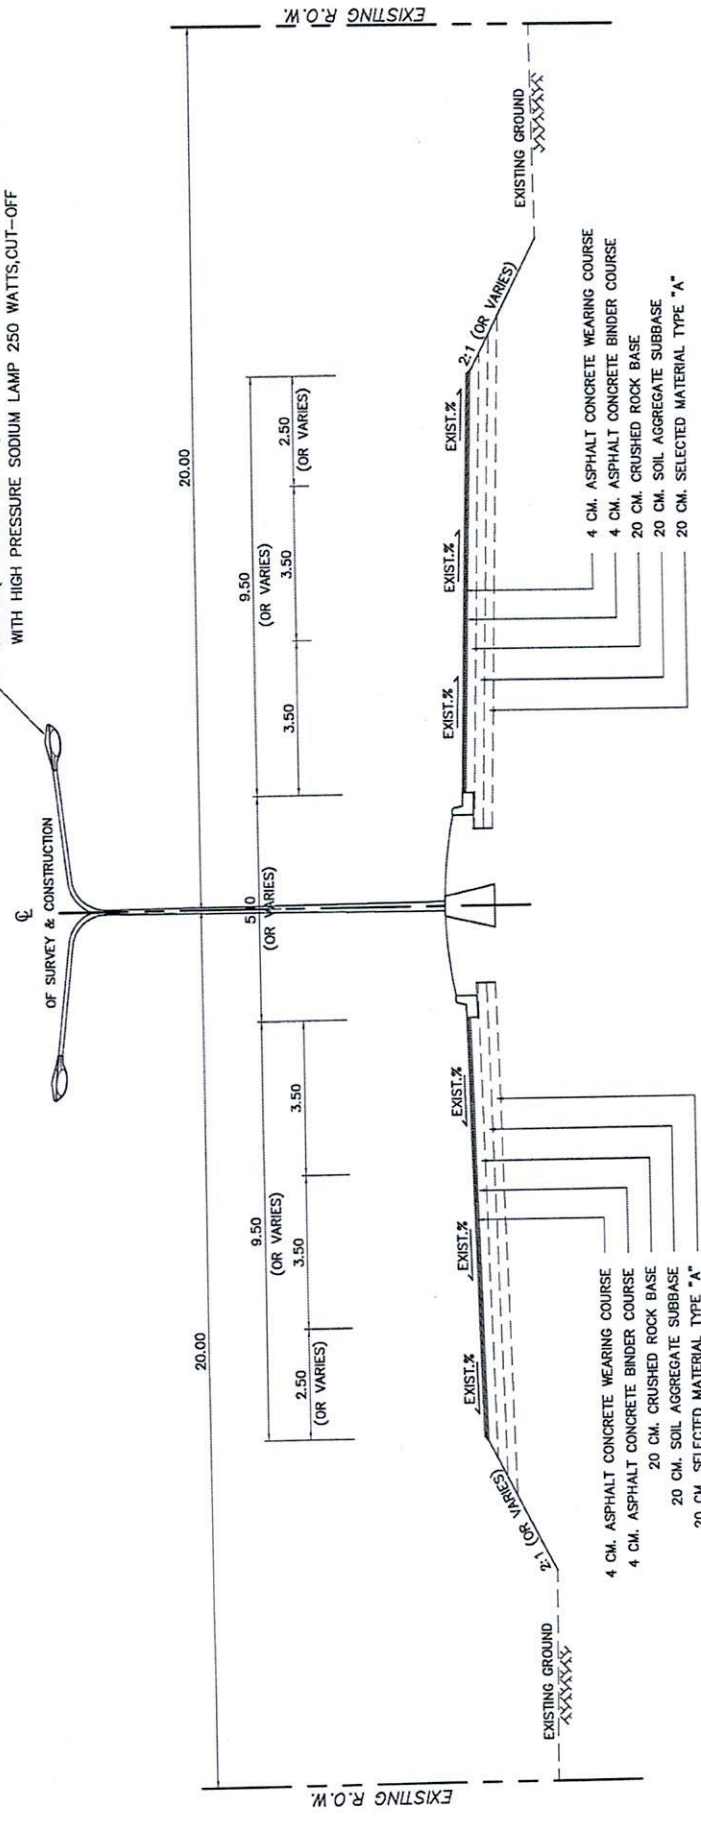 WITH HIGH PRESSURE SODIUM LAMP 250 WATTS,CUT-OFF
℄
OF SURVEY & CONSTRUCTION
EXISTING R.O.W.
20.00
20.00
EXISTING R.O.W.
9.50
(OR VARIES)
2.50
(OR VARIES)
3.50
3.50
(OR VARIES)
9.50
(OR VARIES)
3.50
3.50
2.50
(OR VARIES)
EXISTING GROUND
2:1 (OR VARIES)
EXIST.%
EXIST.%
EXIST.%
EXIST.%
EXIST.%
EXIST.%
2:1 (OR VARIES)
EXISTING GROUND
4 CM. ASPHALT CONCRETE WEARING COURSE
4 CM. ASPHALT CONCRETE BINDER COURSE
20 CM. CRUSHED ROCK BASE
20 CM. SOIL AGGREGATE SUBBASE
20 CM. SELECTED MATERIAL TYPE "A"
4 CM. ASPHALT CONCRETE WEARING COURSE
4 CM. ASPHALT CONCRETE BINDER COURSE
20 CM. CRUSHED ROCK BASE
20 CM. SOIL AGGREGATE SUBBASE
20 CM. SELECTED MATERIAL TYPE "A"